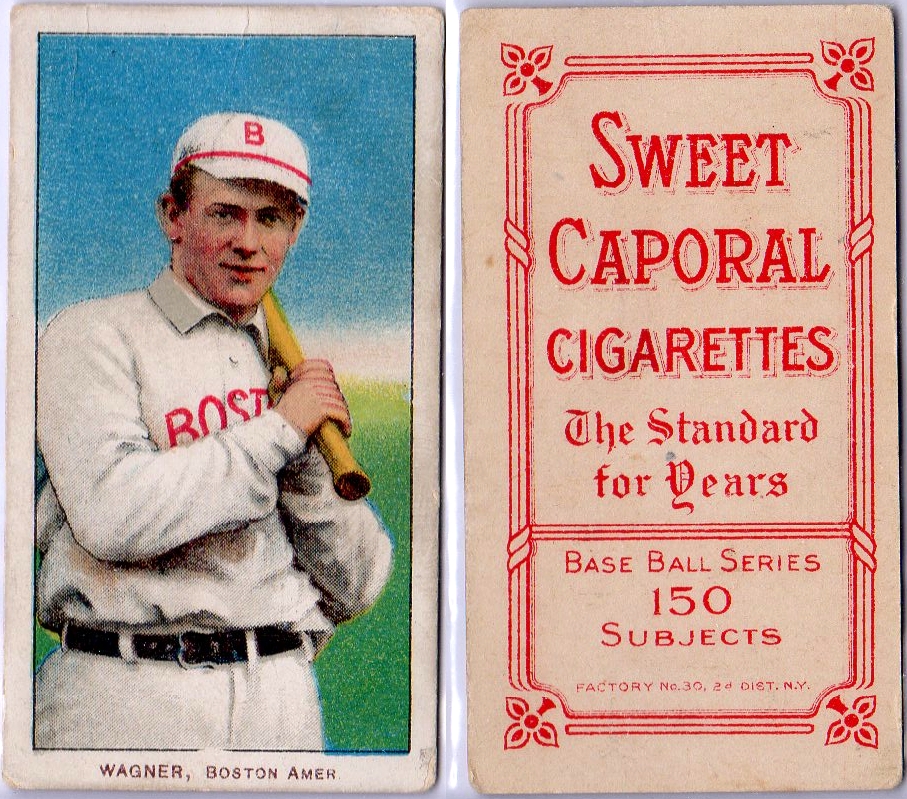 B
BOST
WAGNER, BOSTON AMER.
SWEET
CAPORAL
CIGARETTES
The Standard
for Years
BASE BALL SERIES
150
SUBJECTS
FACTORY No. 30, 2d DIST. N.Y.